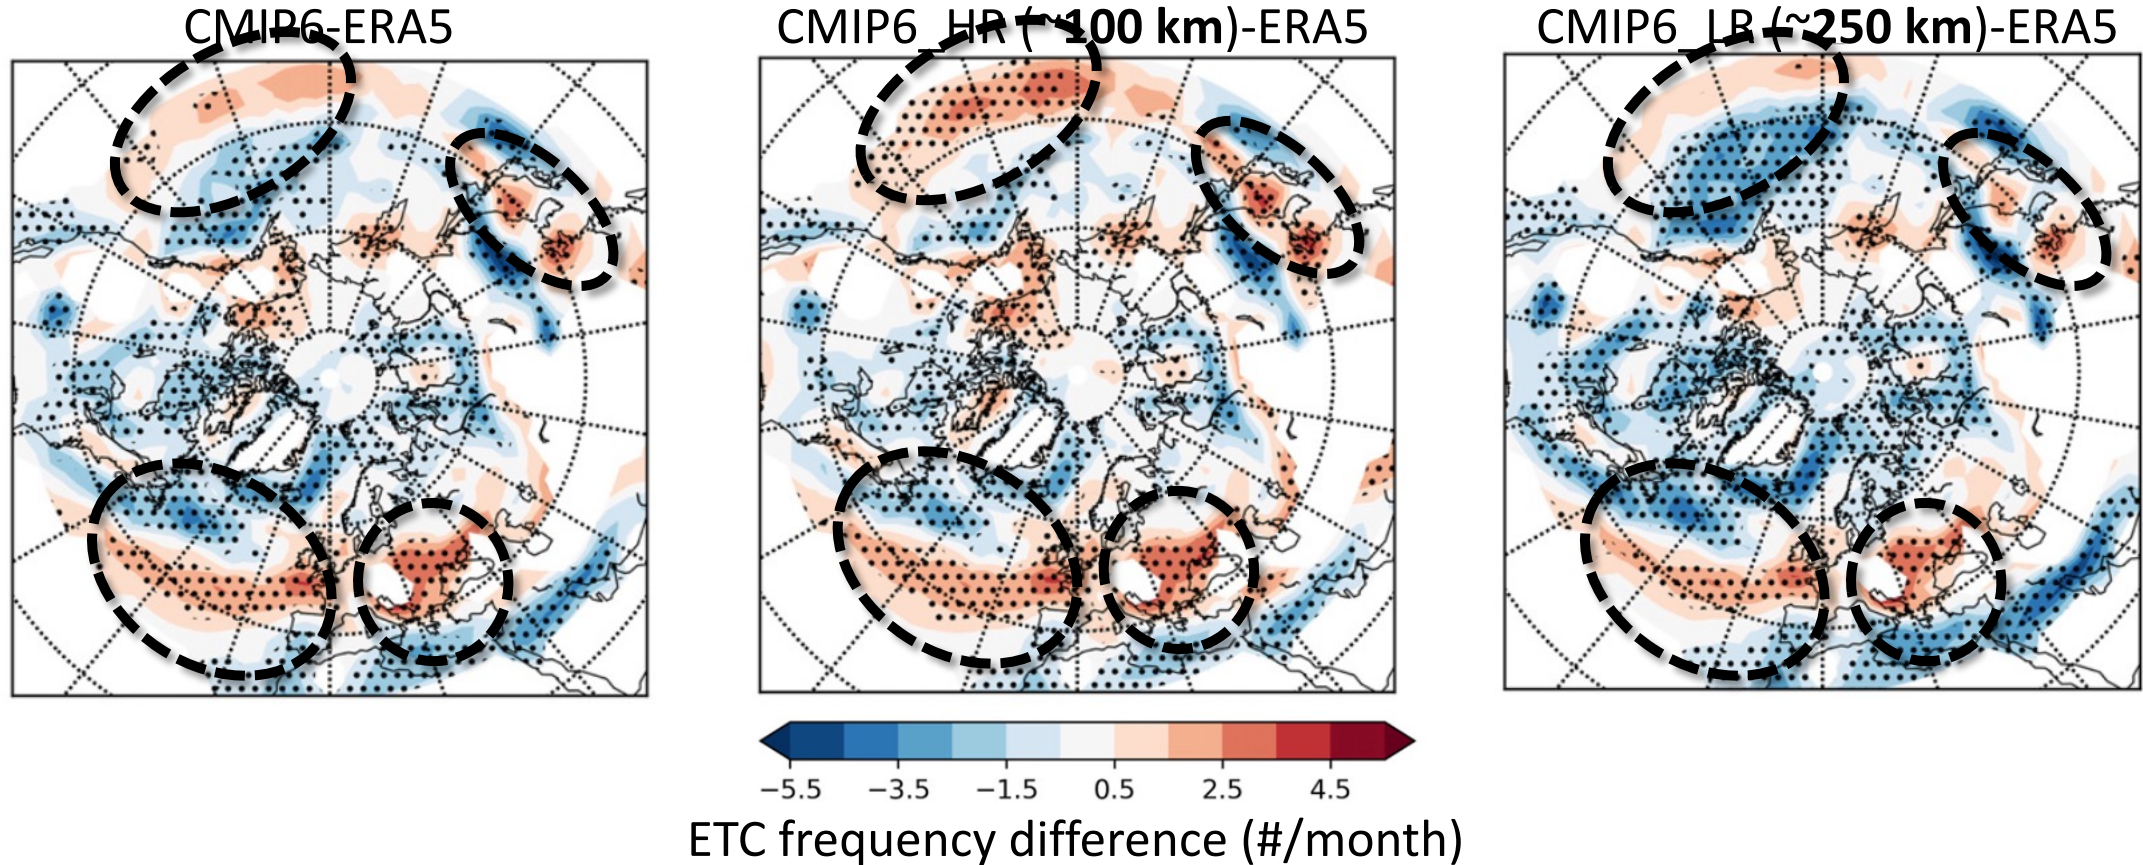 CMIP6-ERA5
CMIP6_HR (~100 km)-ERA5
CMIP6_LR (~250 km)-ERA5
−5.5 −3.5 −1.5 0.5 2.5 4.5
ETC frequency difference (#/month)